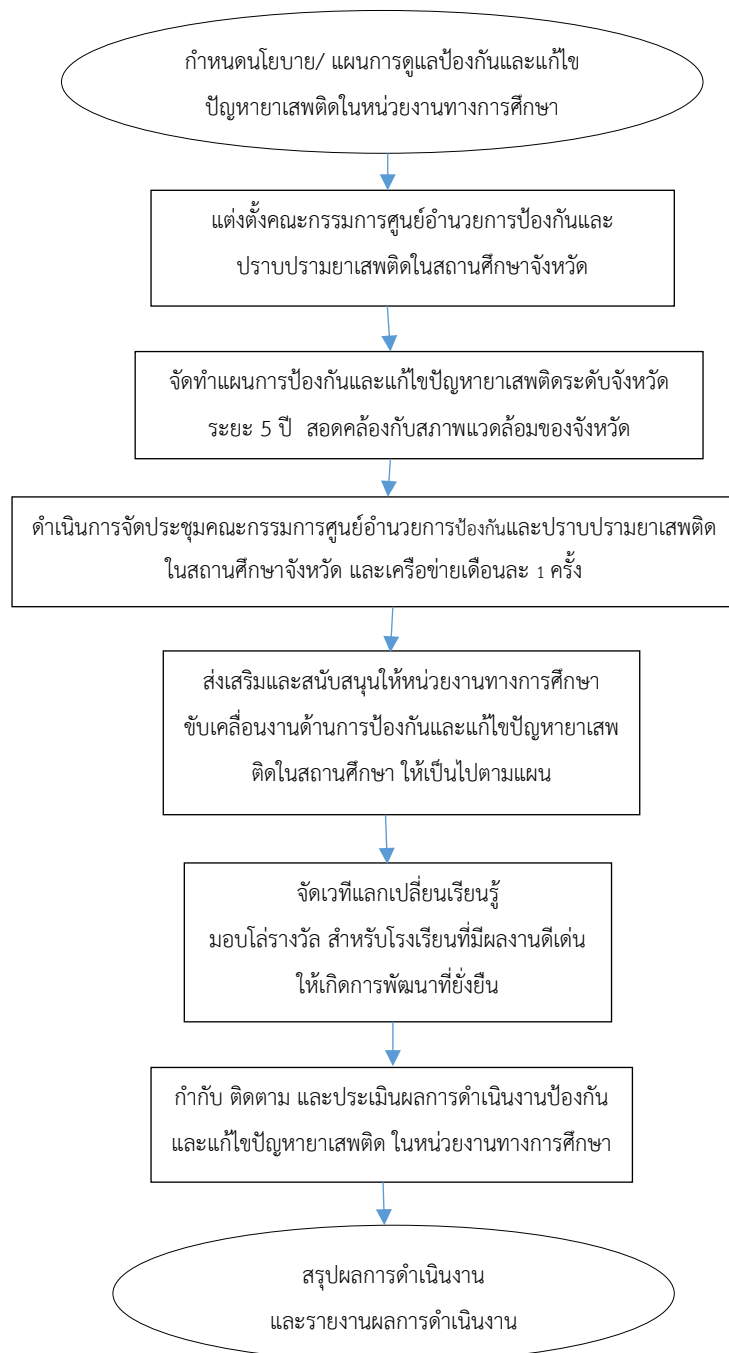 กำหนดนโยบาย/ แผนการดูแลป้องกันและแก้ไข
ปัญหายาเสพติดในหน่วยงานทางการศึกษา
แต่งตั้งคณะกรรมการศูนย์อำนวยการป้องกันและ
ปราบปรามยาเสพติดในสถานศึกษาจังหวัด
จัดทำแผนการป้องกันและแก้ไขปัญหายาเสพติดระดับจังหวัด
ระยะ 5 ปี  สอดคล้องกับสภาพแวดล้อมของจังหวัด
ดำเนินการจัดประชุมคณะกรรมการศูนย์อำนวยการป้องกันและปราบปรามยาเสพติด
ในสถานศึกษาจังหวัด และเครือข่ายเดือนละ 1 ครั้ง
ส่งเสริมและสนับสนุนให้หน่วยงานทางการศึกษา
ขับเคลื่อนงานด้านการป้องกันและแก้ไขปัญหายาเสพ
ติดในสถานศึกษา ให้เป็นไปตามแผน
จัดเวทีแลกเปลี่ยนเรียนรู้
มอบโล่รางวัล สำหรับโรงเรียนที่มีผลงานดีเด่น
ให้เกิดการพัฒนาที่ยั่งยืน
กำกับ ติดตาม และประเมินผลการดำเนินงานป้องกัน
และแก้ไขปัญหายาเสพติด ในหน่วยงานทางการศึกษา
สรุปผลการดำเนินงาน
และรายงานผลการดำเนินงาน